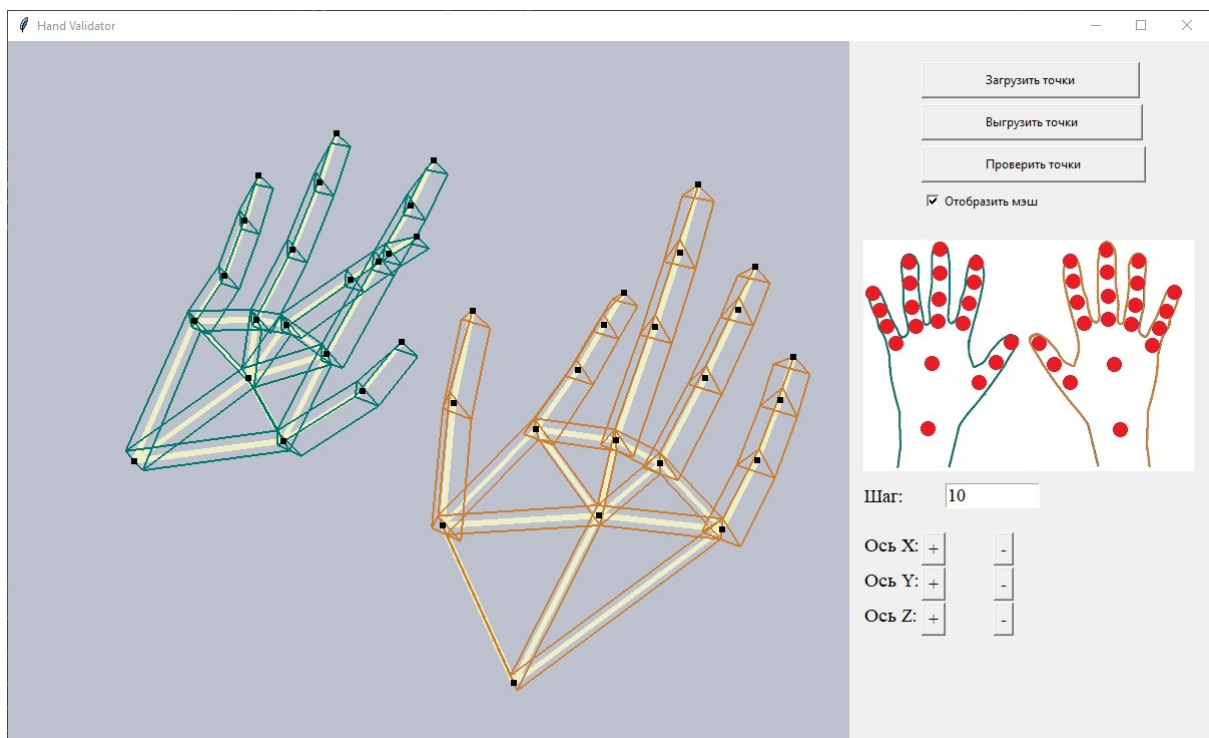 Hand Validator
Загрузить точки
Выгрузить точки
Проверить точки
Отобразить мэш
Шаг: 10
Ось X: + -
Ось Y: + -
Ось Z: + -